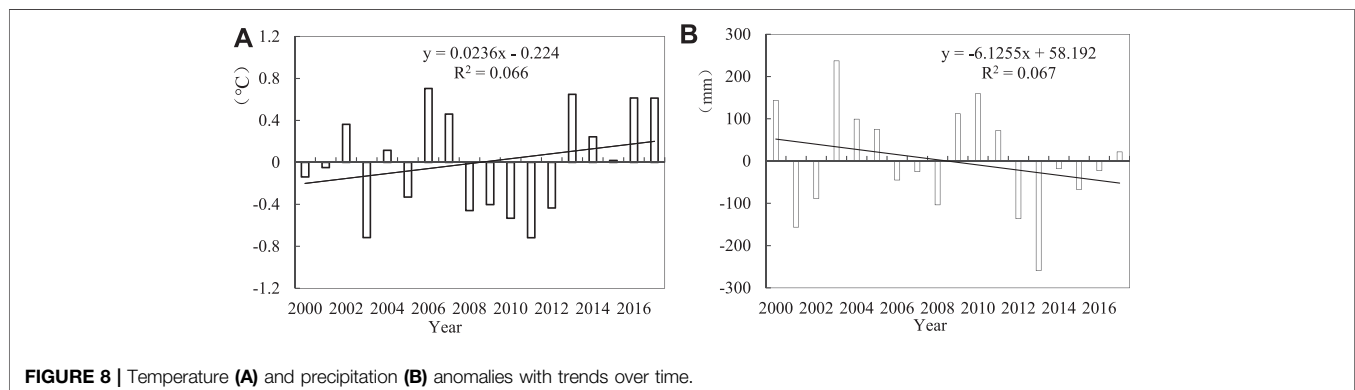 A
y = 0.0236x - 0.224
R² = 0.066
(°C)
1.2
0.8
0.4
0
-0.4
-0.8
-1.2
2000 2002 2004 2006 2008 2010 2012 2014 2016
Year
B
y = -6.1255x + 58.192
R² = 0.067
(mm)
300
200
100
0
-100
-200
-300
2000 2002 2004 2006 2008 2010 2012 2014 2016
Year
FIGURE 8 | Temperature (A) and precipitation (B) anomalies with trends over time.